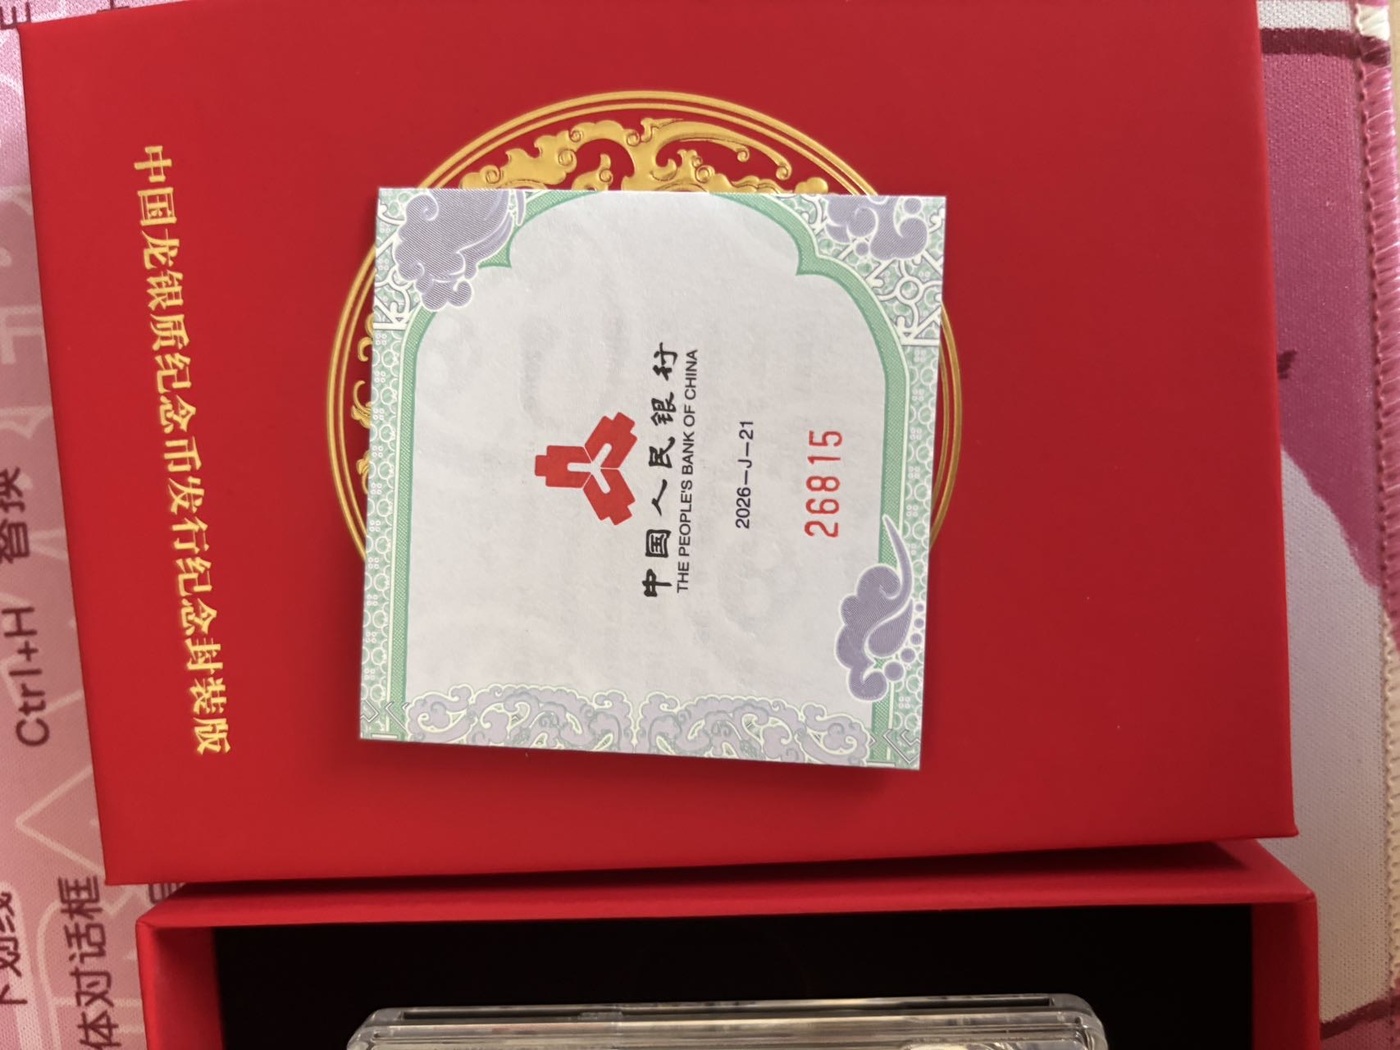 中国龙银质纪念币发行纪念封装版
中国人民银行
THE PEOPLE'S BANK OF CHINA
2026-J-21
26815
Ctrl+H 替换
体对话框